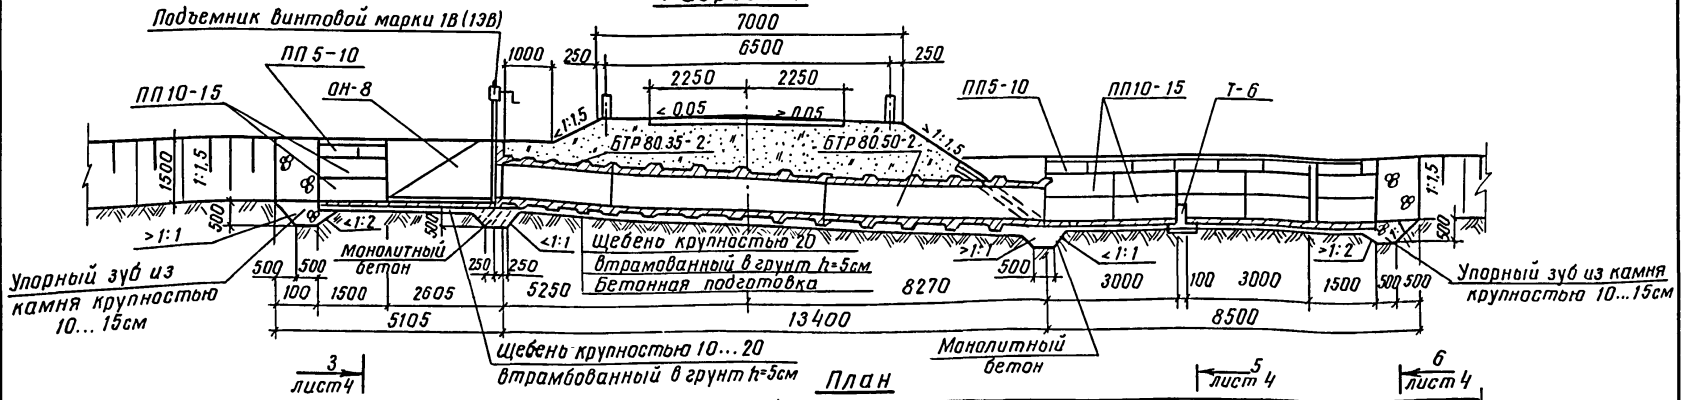 Подъемник винтовой марки 1В (1ЭВ)
7000
6500
1000
250
250
2250
2250
ПП 5-10
ПП10-15
ОН-8
< 0,05
> 0,05
<1:1,5
>1:1,5
БТР 80.35-2
БТР 80.50-2
ПП5-10
ПП10-15
Т-6
1500
1:1,5
500
>1:1
<1:2
500
Монолитный
бетон
<1:1
Щебень крупностью 20
втрамованный в грунт h=5см
Бетонная подготовка
>1:1
<1:1
>1:2
1:1
1:1,5
500
Упорный зуб из
камня крупностью
10... 15см
500
500
250
250
500
100
1500
2605
5250
8270
3000
100
3000
1500
500
500
5105
13400
8500
Упорный зуб из камня
крупностью 10...15см
Щебень крупностью 10...20
втрамбованный в грунт h=5см
Монолитный
бетон
3
лист 4
План
5
лист 4
6
лист 4